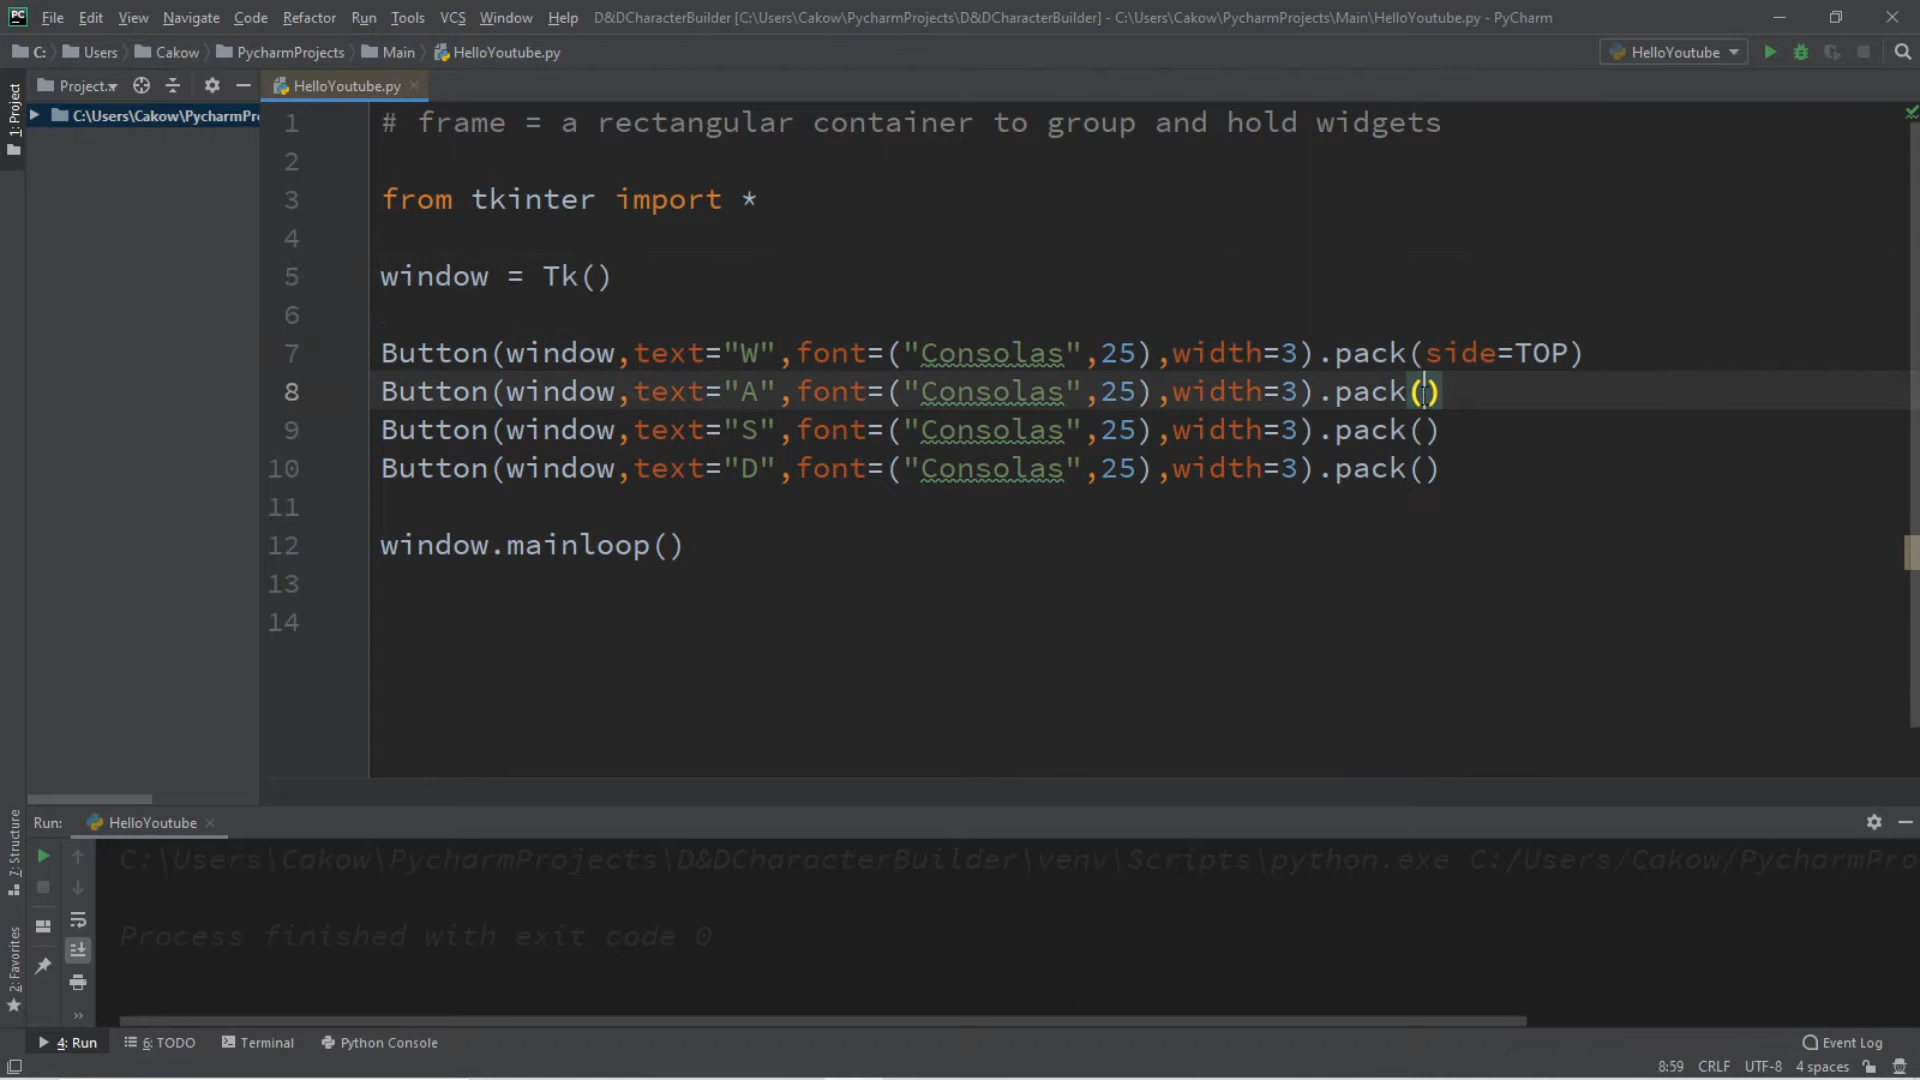 File Edit View Navigate Code Refactor Run Tools VCS Window Help D&DCharacterBuilder [C:\Users\Cakow\PycharmProjects\D&DCharacterBuilder] - C:\Users\Cakow\PycharmProjects\Main\HelloYoutube.py - PyCharm
C: Users Cakow PycharmProjects Main HelloYoutube.py HelloYoutube
Project HelloYoutube.py
1: Project
C:\Users\Cakow\PycharmPr
1 # frame = a rectangular container to group and hold widgets
2
3 from tkinter import *
4
5 window = Tk()
6
7 Button(window,text="W",font=("Consolas",25),width=3).pack(side=TOP)
8 Button(window,text="A",font=("Consolas",25),width=3).pack()
9 Button(window,text="S",font=("Consolas",25),width=3).pack()
10 Button(window,text="D",font=("Consolas",25),width=3).pack()
11
12 window.mainloop()
13
14
Run: HelloYoutube
7: Structure
2: Favorites
C:\Users\Cakow\PycharmProjects\D&DCharacterBuilder\venv\Scripts\python.exe C:/Users/Cakow/PycharmPro
Process finished with exit code 0
4: Run 6: TODO Terminal Python Console Event Log
8:59 CRLF UTF-8 4 spaces